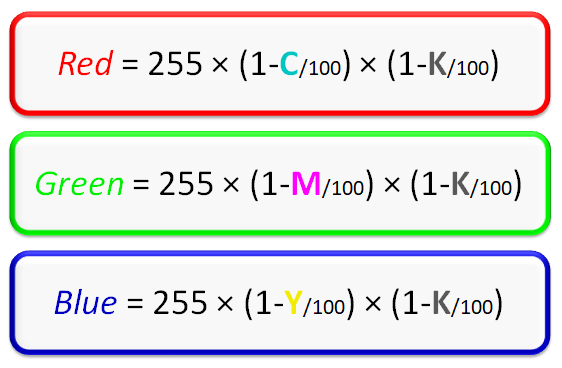 Red = 255 × (1-C/100) × (1-K/100)
Green = 255 × (1-M/100) × (1-K/100)
Blue = 255 × (1-Y/100) × (1-K/100)